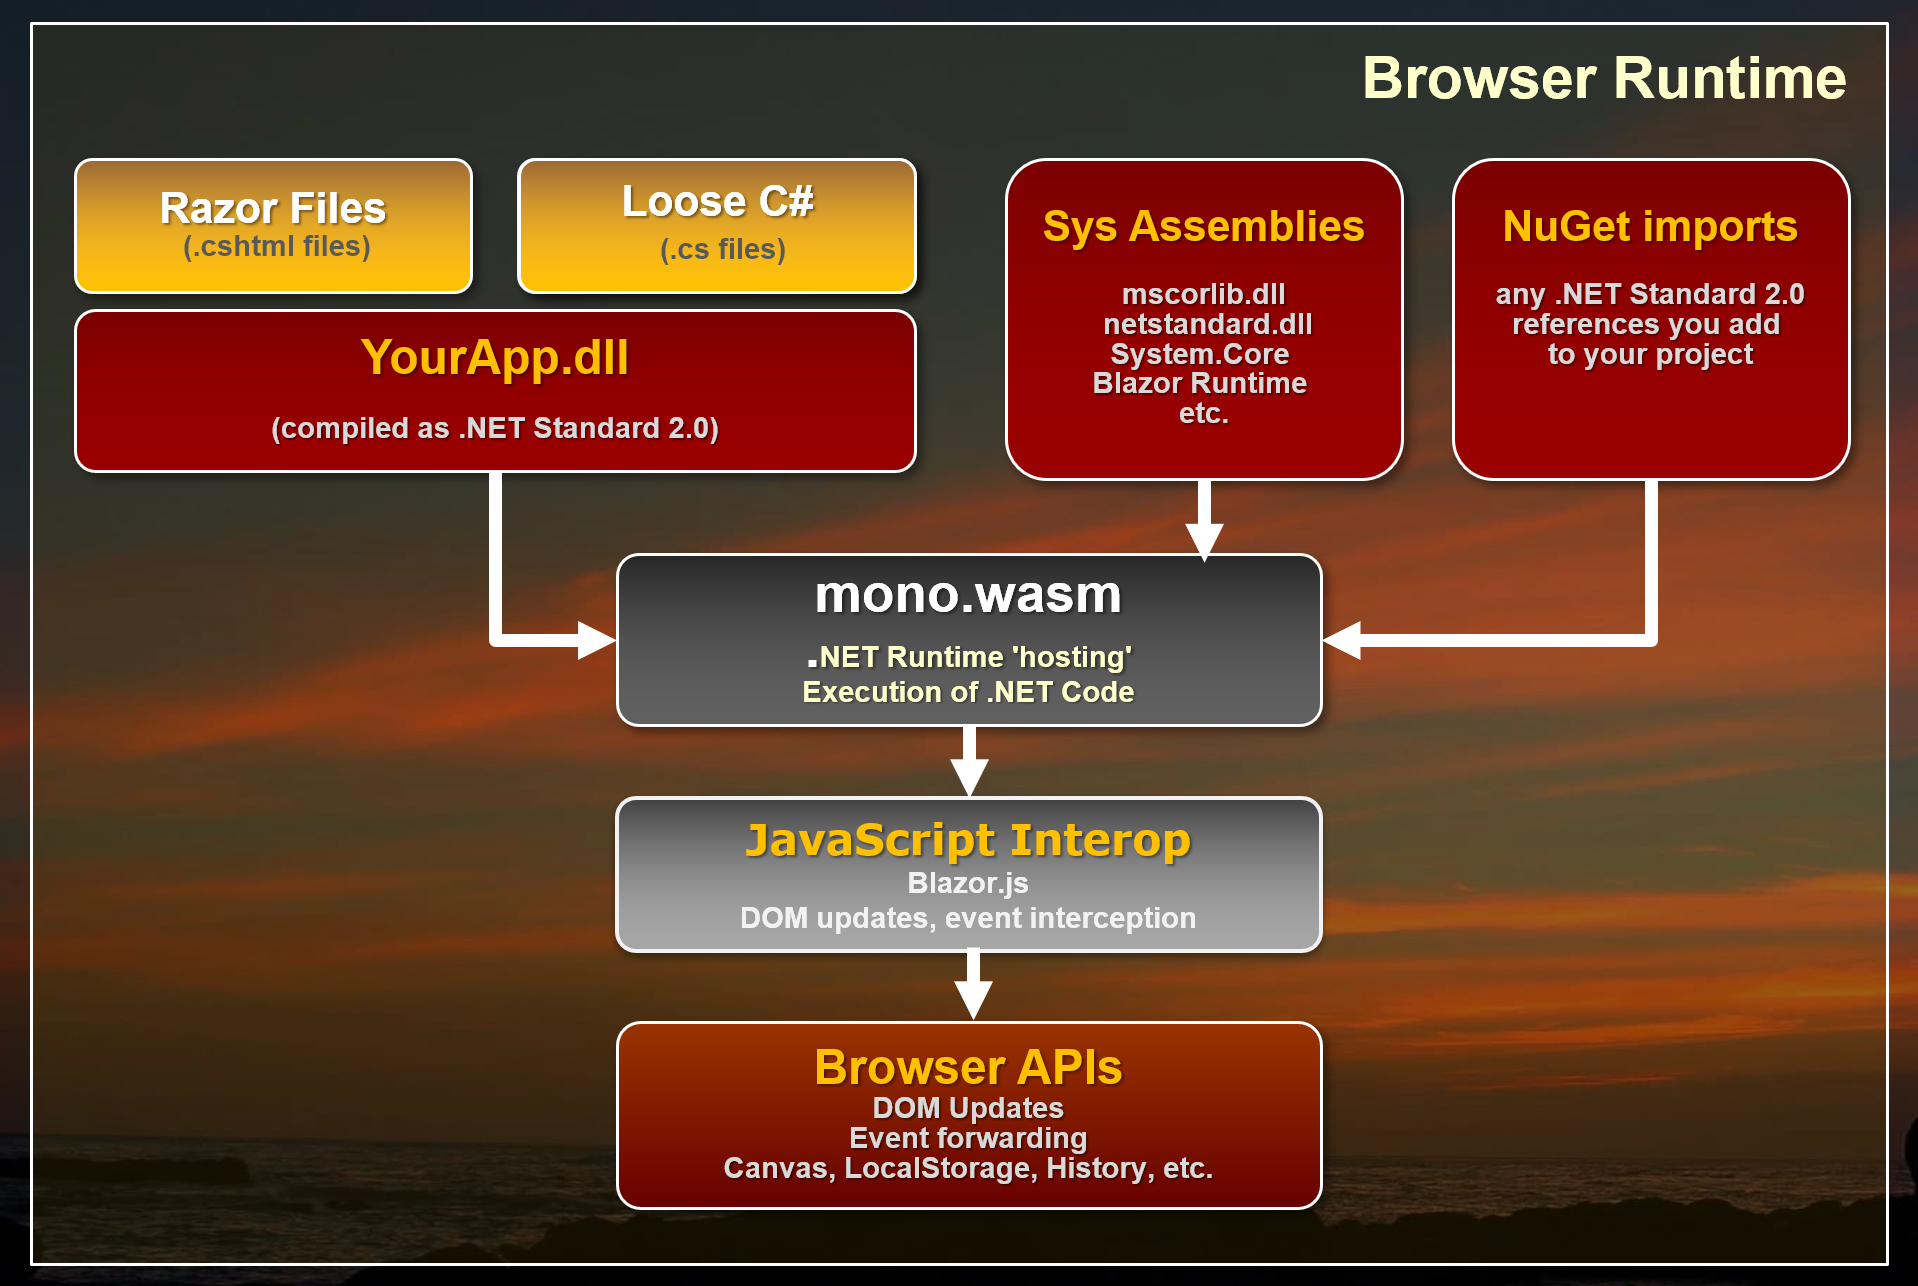 Browser Runtime
Razor Files
(.cshtml files)
Loose C#
(.cs files)
YourApp.dll
(compiled as .NET Standard 2.0)
Sys Assemblies
mscorlib.dll
netstandard.dll
System.Core
Blazor Runtime
etc.
NuGet imports
any .NET Standard 2.0
references you add
to your project
mono.wasm
.NET Runtime 'hosting'
Execution of .NET Code
JavaScript Interop
Blazor.js
DOM updates, event interception
Browser APIs
DOM Updates
Event forwarding
Canvas, LocalStorage, History, etc.